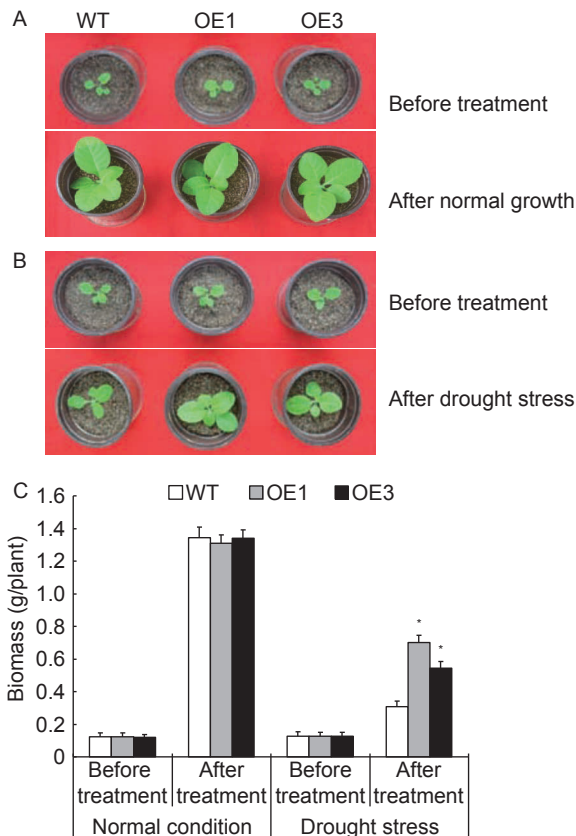 A
WT OE1 OE3
Before treatment
After normal growth
B
Before treatment
After drought stress
C
WT OE1 OE3
Biomass (g/plant)
1.6
1.4
1.2
1.0
0.8
0.6
0.4
0.2
0
*
*
Before treatment
After treatment
Before treatment
After treatment
Normal condition
Drought stress